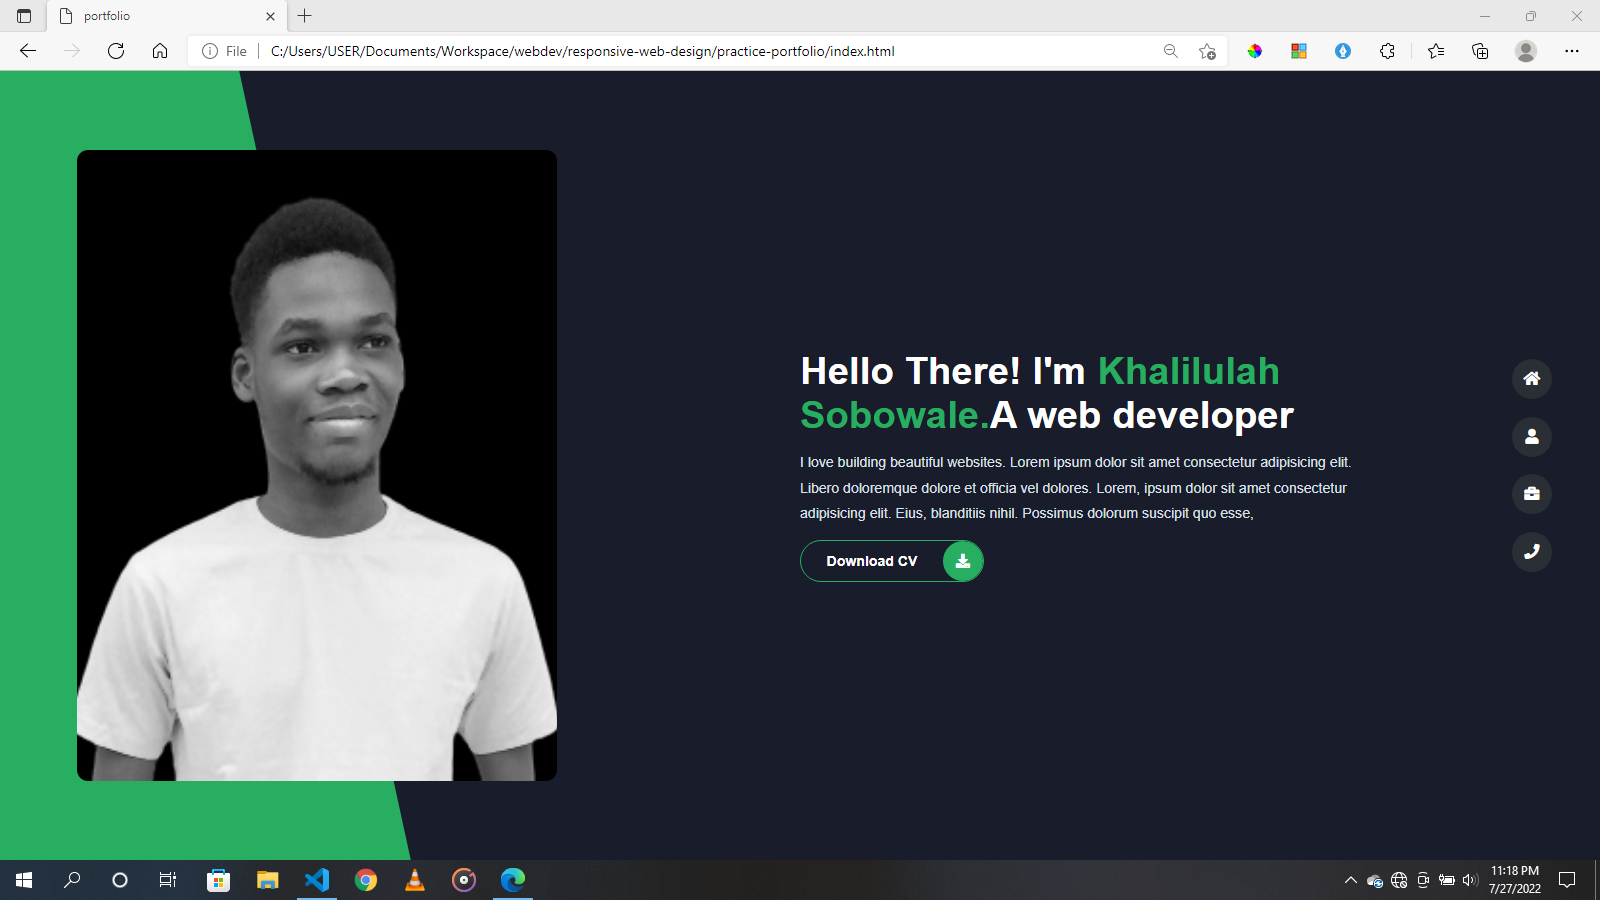 portfolio
File
C:/Users/USER/Documents/Workspace/webdev/responsive-web-design/practice-portfolio/index.html
Hello There! I'm Khalilulah
Sobowale.A web developer
I love building beautiful websites. Lorem ipsum dolor sit amet consectetur adipisicing elit.
Libero doloremque dolore et officia vel dolores. Lorem, ipsum dolor sit amet consectetur
adipisicing elit. Eius, blanditiis nihil. Possimus dolorum suscipit quo esse,
Download CV
11:18 PM
7/27/2022